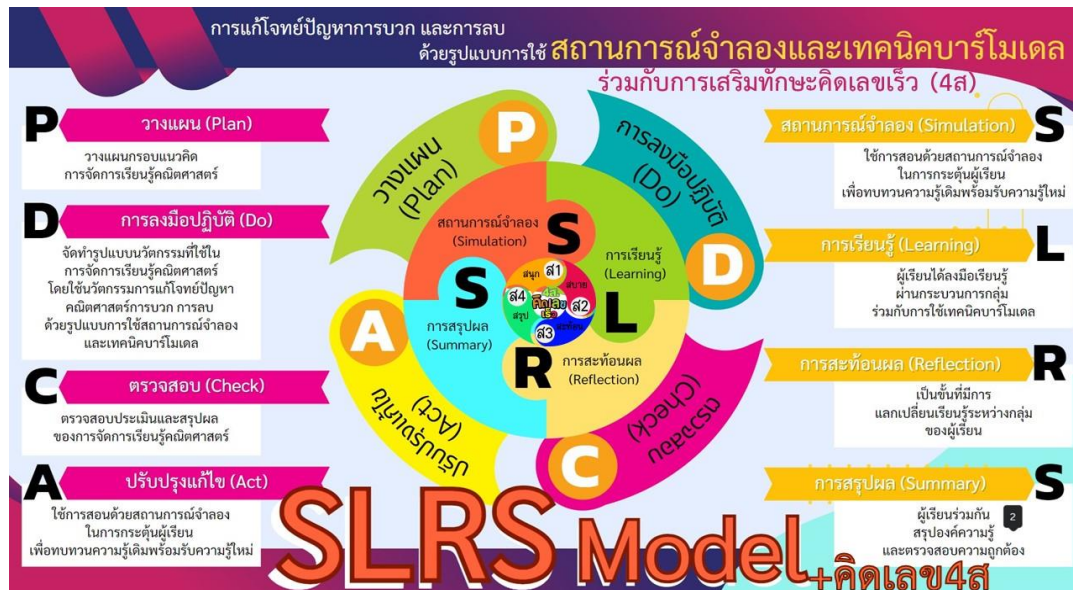 การแก้โจทย์ปัญหาการบวก และการลบ
ด้วยรูปแบบการใช้ สถานการณ์จำลองและเทคนิคบาร์โมเดล
ร่วมกับการเสริมทักษะคิดเลขเร็ว (4ส)
P
วางแผน (Plan)
วางแผนกรอบแนวคิด
การจัดการเรียนรู้คณิตศาสตร์
D
การลงมือปฏิบัติ (Do)
จัดทำรูปแบบนวัตกรรมที่ใช้ใน
การจัดการเรียนรู้คณิตศาสตร์
โดยใช้นวัตกรรมการแก้โจทย์ปัญหา
คณิตศาสตร์การบวก การลบ
ด้วยรูปแบบการใช้สถานการณ์จำลอง
และเทคนิคบาร์โมเดล
C
ตรวจสอบ (Check)
ตรวจสอบประเมินและสรุปผล
ของการจัดการเรียนรู้คณิตศาสตร์
A
ปรับปรุงแก้ไข (Act)
ใช้การสอนด้วยสถานการณ์จำลอง
ในการกระตุ้นผู้เรียน
เพื่อทบทวนความรู้เดิมพร้อมรับความรู้ใหม่
P
วางแผน
(Plan)
การลงมือปฏิบัติ
(Do)
D
ตรวจสอบ
(Check)
C
ปรับปรุงแก้ไข
(Act)
A
สถานการณ์จำลอง
(Simulation)
S
การเรียนรู้
(Learning)
L
การสะท้อนผล
(Reflection)
R
การสรุปผล
(Summary)
S
สนุก ส1
สบาย
ส2
สะท้อน
ส3
ส4
สรุป
4ส
คิดเลข
เร็ว
สถานการณ์จำลอง (Simulation)
S
ใช้การสอนด้วยสถานการณ์จำลอง
ในการกระตุ้นผู้เรียน
เพื่อทบทวนความรู้เดิมพร้อมรับความรู้ใหม่
การเรียนรู้ (Learning)
L
ผู้เรียนได้ลงมือเรียนรู้
ผ่านกระบวนการกลุ่ม
ร่วมกับการใช้เทคนิคบาร์โมเดล
การสะท้อนผล (Reflection)
R
เป็นขั้นที่มีการ
แลกเปลี่ยนเรียนรู้ระหว่างกลุ่ม
ของผู้เรียน
การสรุปผล (Summary)
S
ผู้เรียนร่วมกัน
สรุปองค์ความรู้
และตรวจสอบความถูกต้อง
2
SLRS Model
+คิดเลข4ส